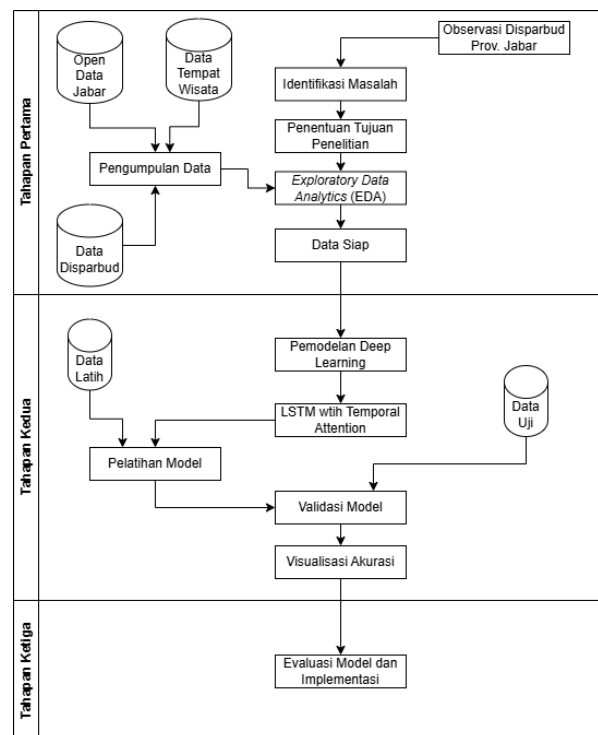 Tahapan Pertama
Open
Data
Jabar
Data
Tempat
Wisata
Observasi Disparbud
Prov. Jabar
Identifikasi Masalah
Penentuan Tujuan
Penelitian
Pengumpulan Data
Exploratory Data
Analytics (EDA)
Data
Disparbud
Data Siap
Tahapan Kedua
Data
Latih
Pemodelan Deep
Learning
Data
Uji
LSTM wtih Temporal
Attention
Pelatihan Model
Validasi Model
Visualisasi Akurasi
Tahapan Ketiga
Evaluasi Model dan
Implementasi